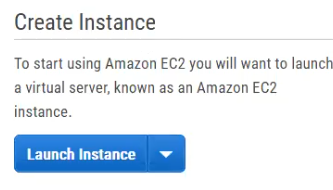 Create Instance
To start using Amazon EC2 you will want to launch
a virtual server, known as an Amazon EC2
instance.
Launch Instance